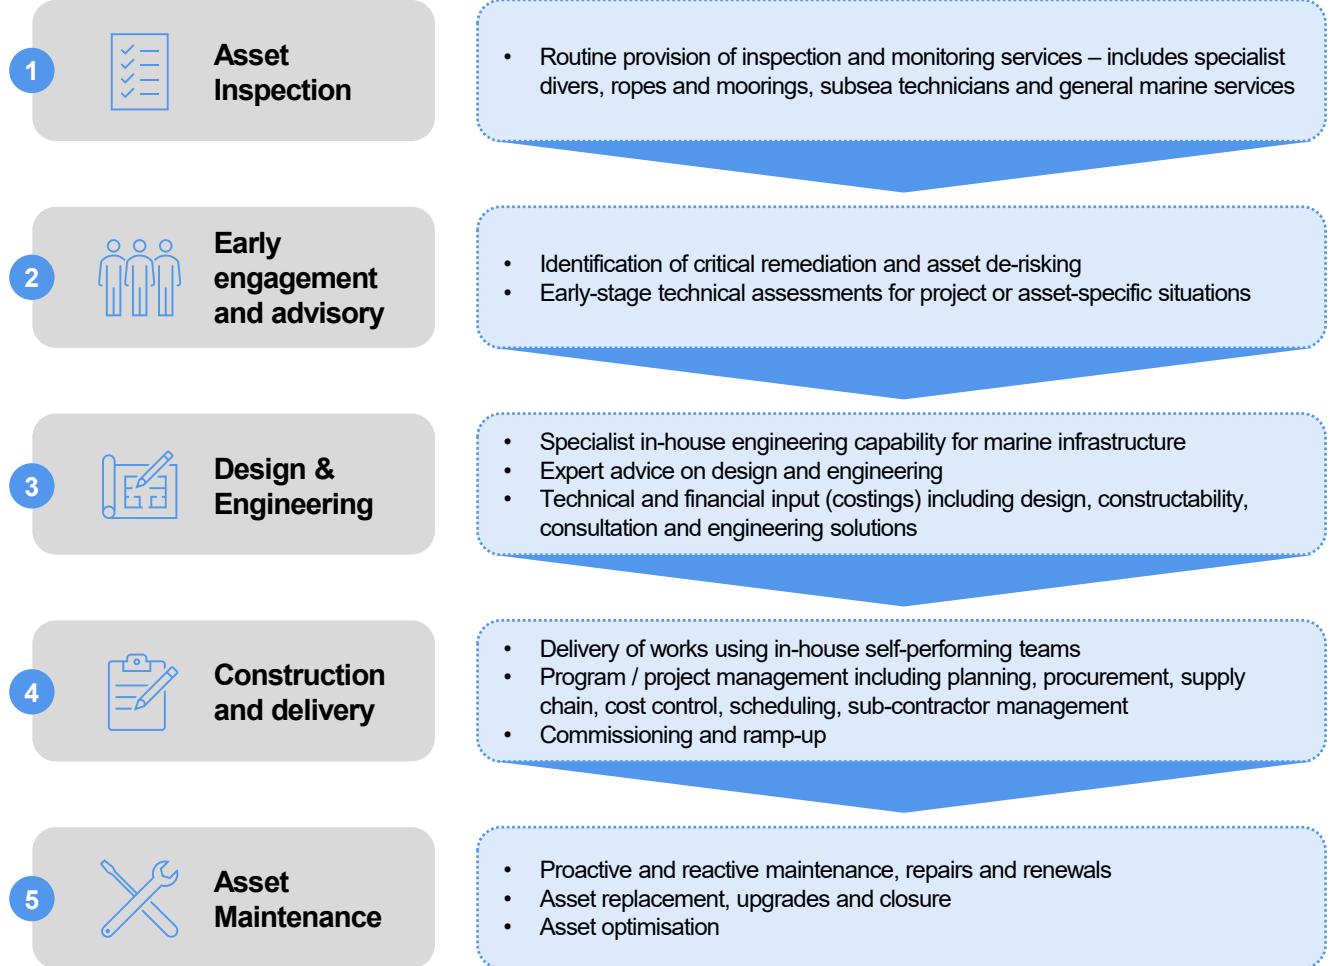 1
Asset
Inspection
• Routine provision of inspection and monitoring services – includes specialist
divers, ropes and moorings, subsea technicians and general marine services
2
Early
engagement
and advisory
• Identification of critical remediation and asset de-risking
• Early-stage technical assessments for project or asset-specific situations
3
Design &
Engineering
• Specialist in-house engineering capability for marine infrastructure
• Expert advice on design and engineering
• Technical and financial input (costings) including design, constructability,
consultation and engineering solutions
4
Construction
and delivery
• Delivery of works using in-house self-performing teams
• Program / project management including planning, procurement, supply
chain, cost control, scheduling, sub-contractor management
• Commissioning and ramp-up
5
Asset
Maintenance
• Proactive and reactive maintenance, repairs and renewals
• Asset replacement, upgrades and closure
• Asset optimisation